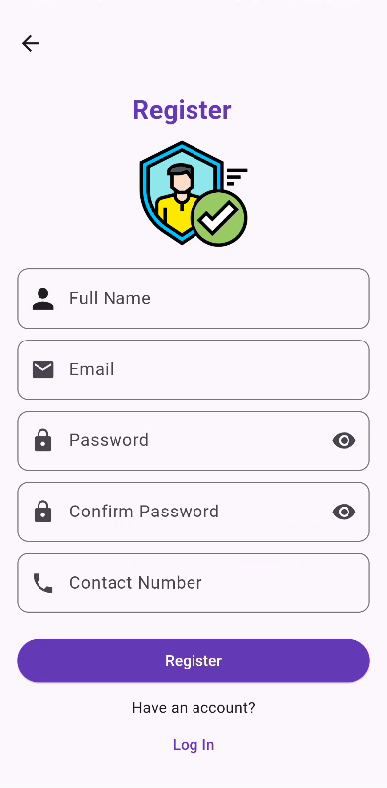 Register
Full Name
Email
Password
Confirm Password
Contact Number
Register
Have an account?
Log In